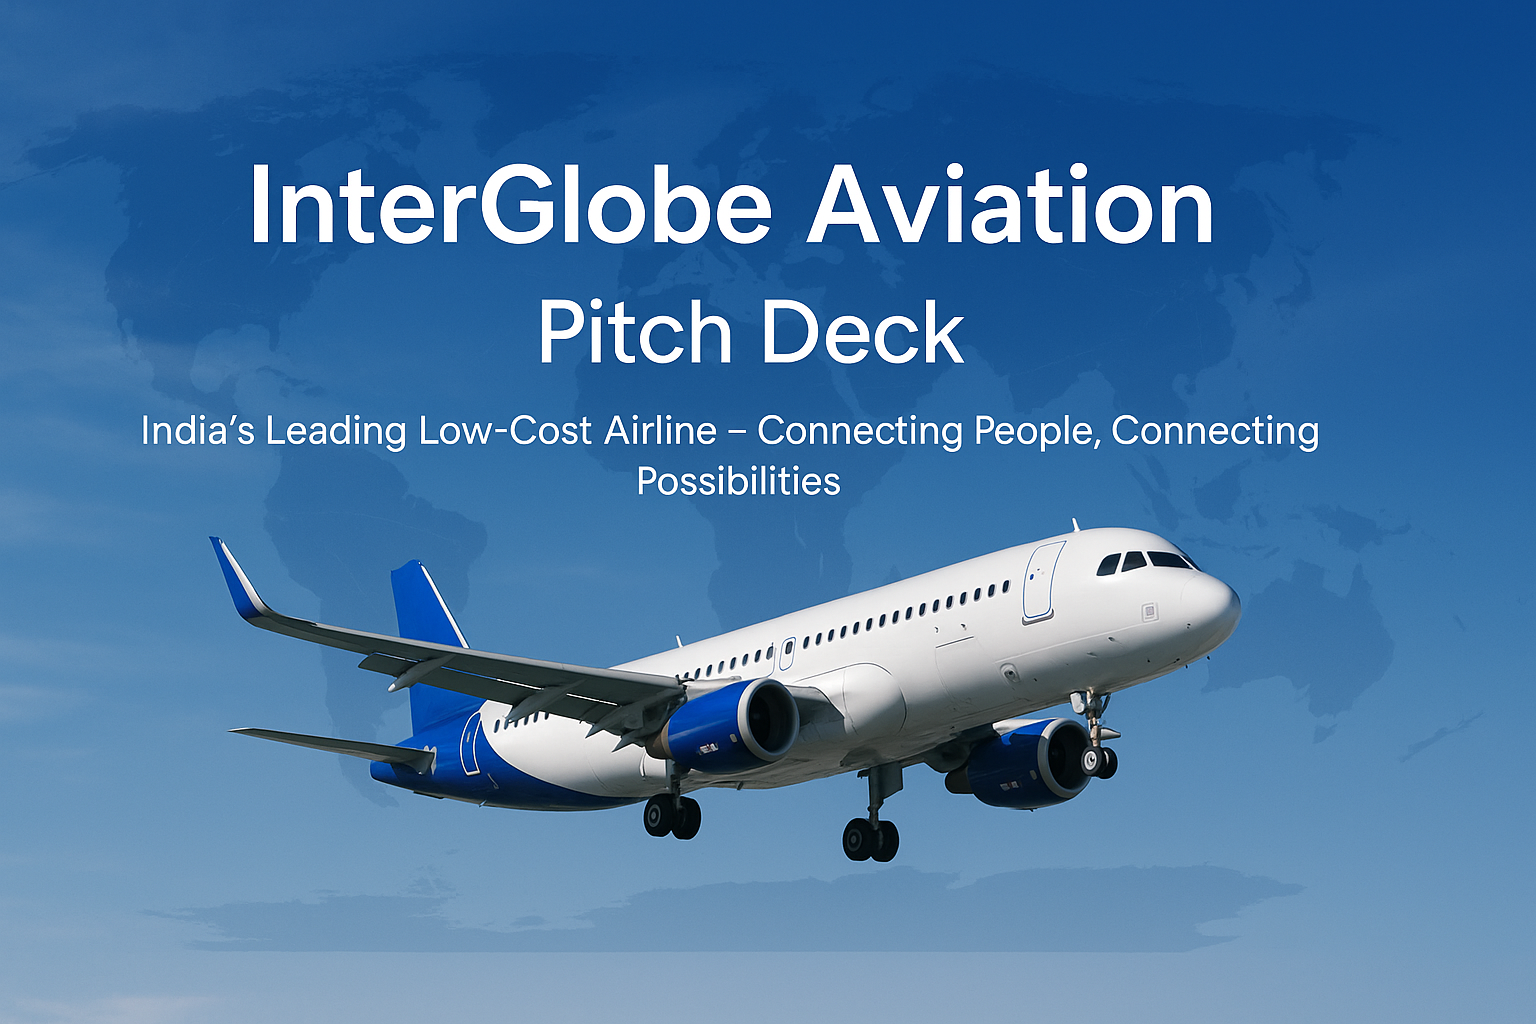 InterGlobe Aviation
Pitch Deck
India’s Leading Low-Cost Airline – Connecting People, Connecting
Possibilities